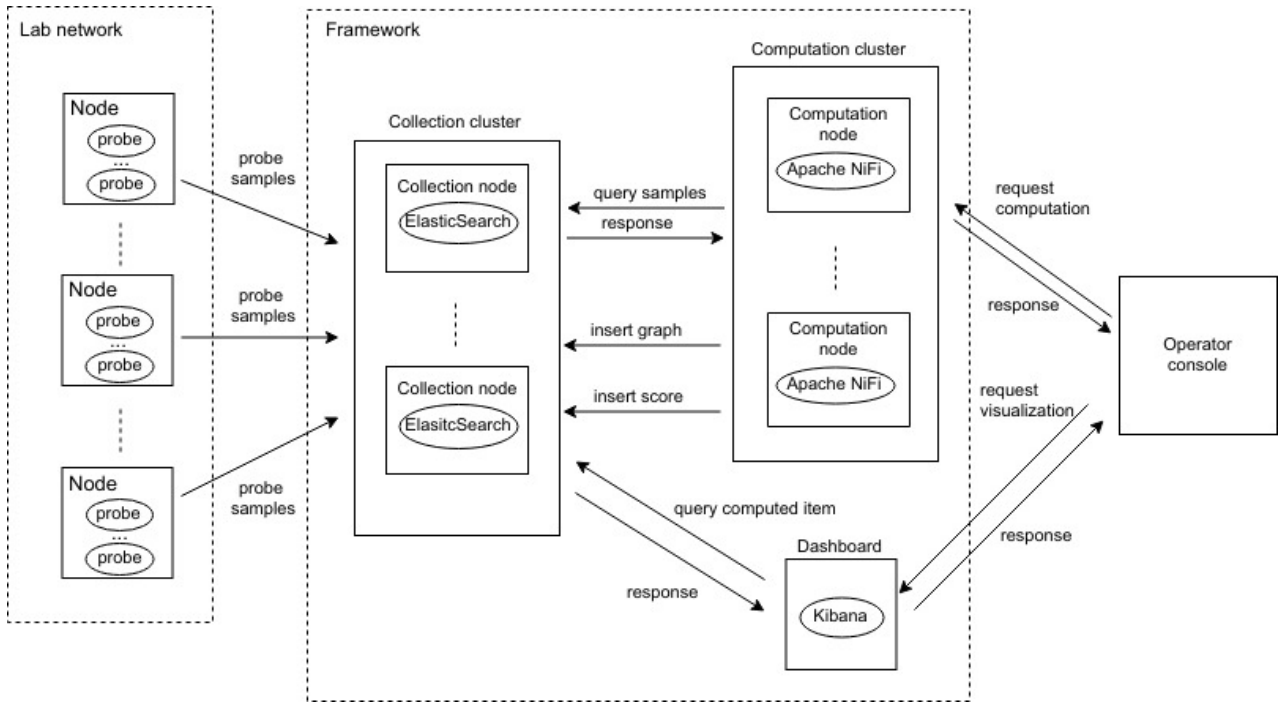 Lab network
Node
probe
...
probe
Node
probe
...
probe
Node
probe
...
probe
probe
samples
probe
samples
probe
samples
Framework
Collection cluster
Collection node
ElasticSearch
Collection node
ElasitcSearch
query samples
response
insert graph
insert score
Computation cluster
Computation
node
Apache NiFi
Computation
node
Apache NiFi
query computed item
response
Dashboard
Kibana
request
computation
response
request
visualization
response
Operator
console